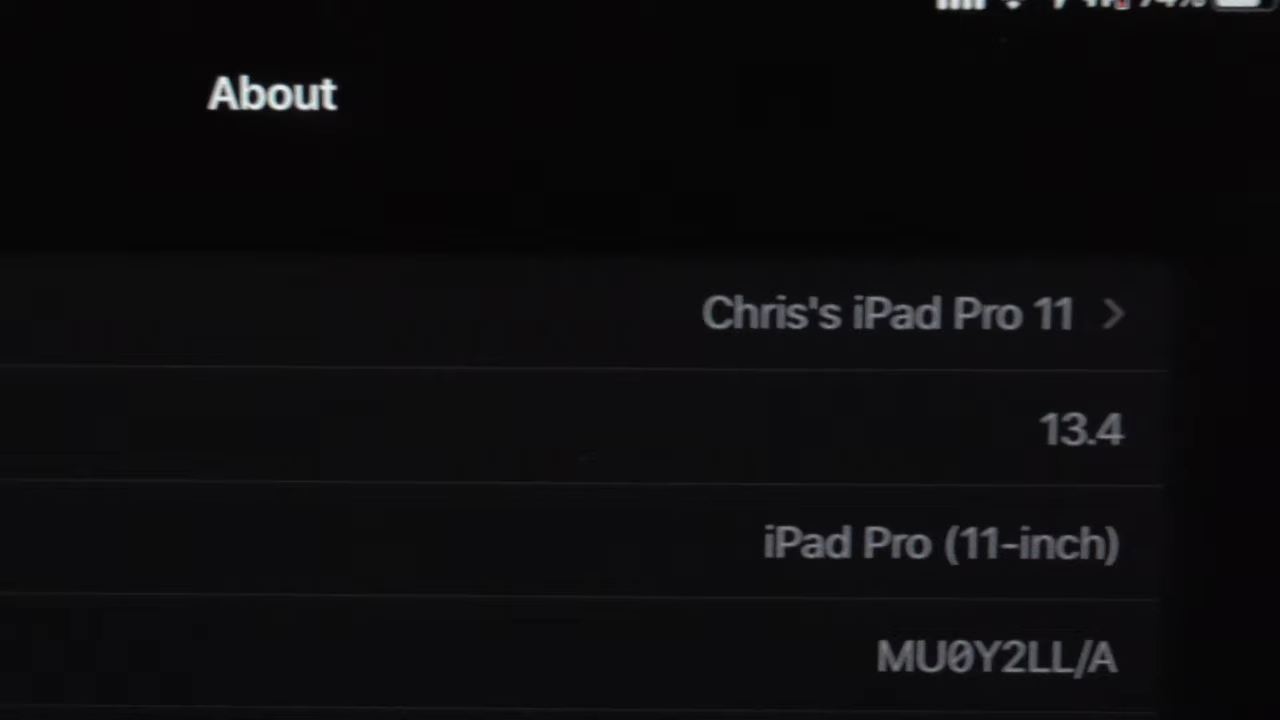 About
Chris's iPad Pro 11
13.4
iPad Pro (11-inch)
MU0Y2LL/A